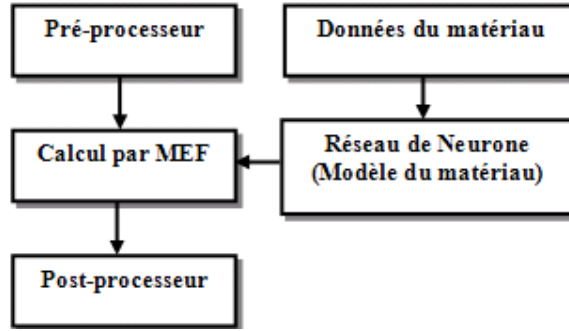 Pré-processeur
Données du matériau
Calcul par MEF
Réseau de Neurone
(Modèle du matériau)
Post-processeur